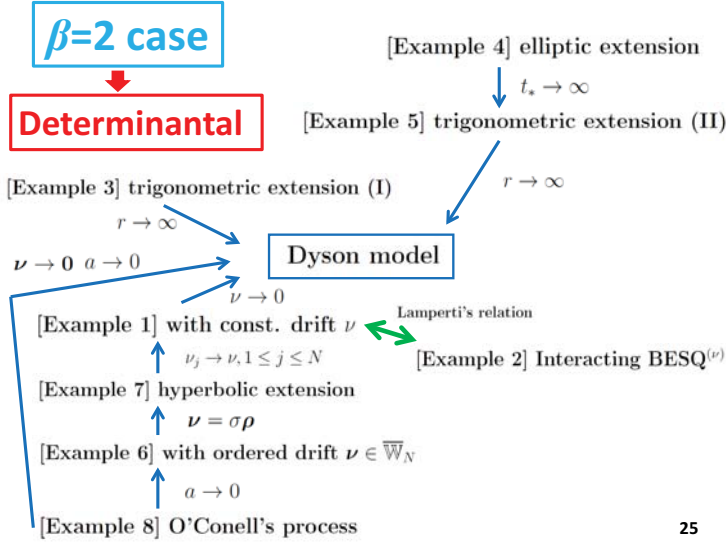 β=2 case
Determinantal
[Example 4] elliptic extension
t* → ∞
[Example 5] trigonometric extension (II)
r → ∞
[Example 3] trigonometric extension (I)
r → ∞
ν → 0 a → 0
Dyson model
ν → 0
[Example 1] with const. drift ν
Lamperti's relation
[Example 2] Interacting BESQ^(ν)
ν_j → ν, 1 ≤ j ≤ N
[Example 7] hyperbolic extension
ν = σρ
[Example 6] with ordered drift ν ∈ W̅_N
a → 0
[Example 8] O'Conell's process
25